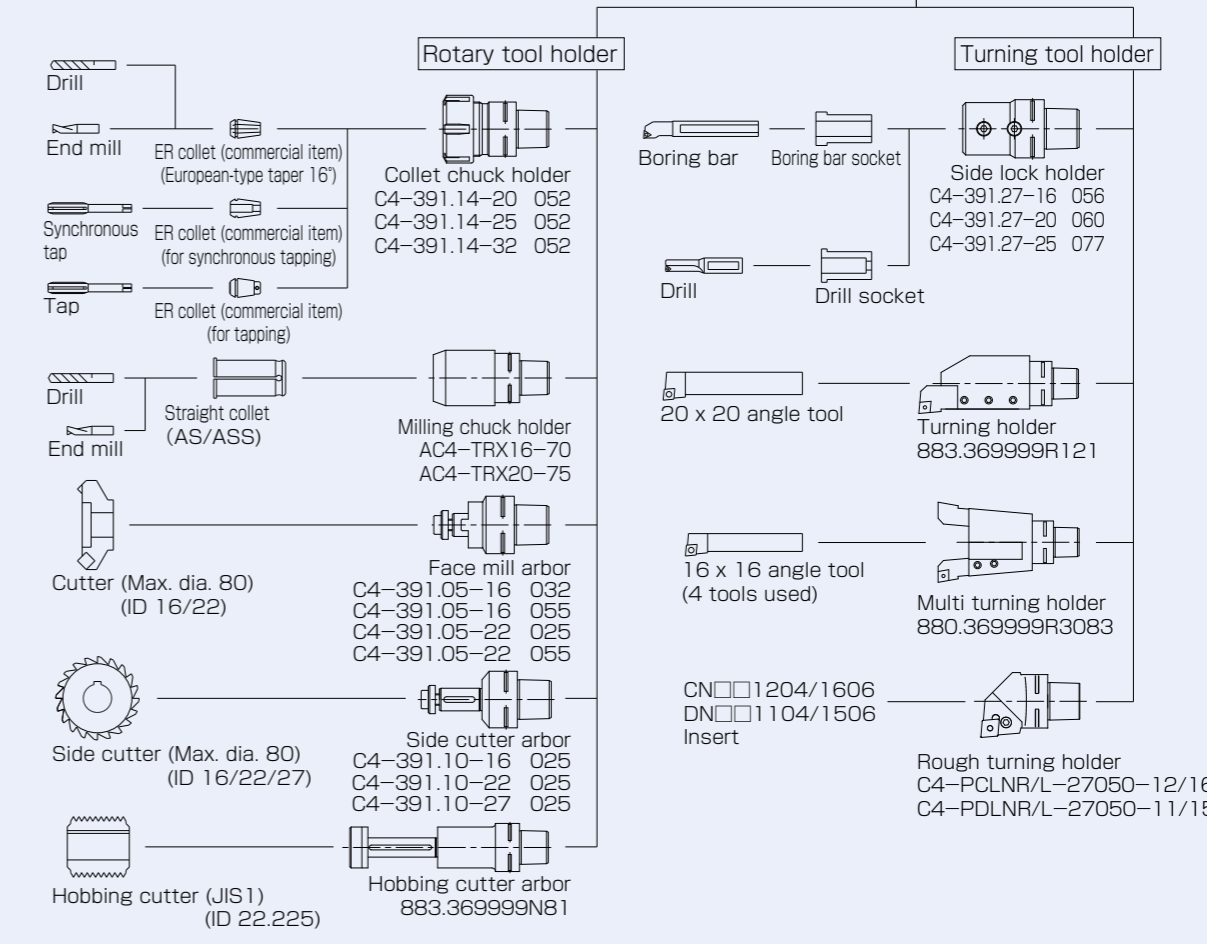 Rotary tool holder
Drill
End mill
ER collet (commercial item)
(European-type taper 16°)
Synchronous
tap
ER collet (commercial item)
(for synchronous tapping)
Tap
ER collet (commercial item)
(for tapping)
Collet chuck holder
C4−391.14−20 052
C4−391.14−25 052
C4−391.14−32 052
Drill
End mill
Straight collet
(AS/ASS)
Milling chuck holder
AC4−TRX16−70
AC4−TRX20−75
Cutter (Max. dia. 80)
(ID 16/22)
Face mill arbor
C4−391.05−16 032
C4−391.05−16 055
C4−391.05−22 025
C4−391.05−22 055
Side cutter (Max. dia. 80)
(ID 16/22/27)
Side cutter arbor
C4−391.10−16 025
C4−391.10−22 025
C4−391.10−27 025
Hobbing cutter (JIS1)
(ID 22.225)
Hobbing cutter arbor
883.369999N81
Turning tool holder
Boring bar
Boring bar socket
Side lock holder
C4−391.27−16 056
C4−391.27−20 060
C4−391.27−25 077
Drill
Drill socket
20 x 20 angle tool
Turning holder
883.369999R121
16 x 16 angle tool
(4 tools used)
Multi turning holder
880.369999R3083
CN□□1204/1606
DN□□1104/1506
Insert
Rough turning holder
C4−PCLNR/L−27050−12/16
C4−PDLNR/L−27050−11/15